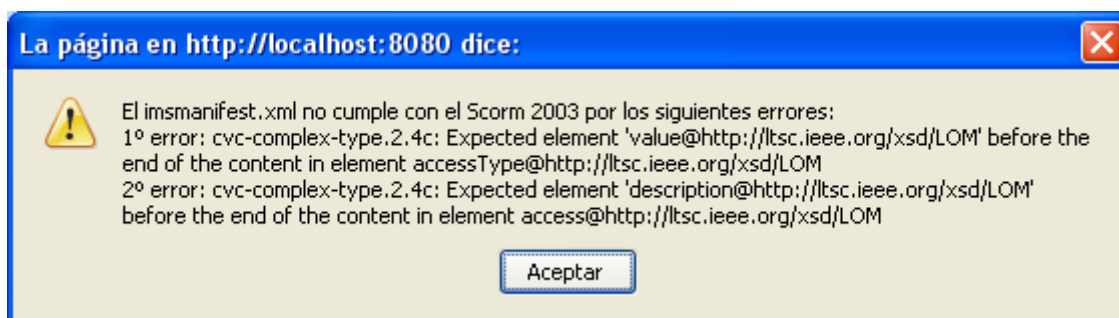 La página en http://localhost:8080 dice:
El imsmanifest.xml no cumple con el Scorm 2003 por los siguientes errores:
1º error: cvc-complex-type.2.4c: Expected element 'value@http://ltsc.ieee.org/xsd/LOM' before the
end of the content in element accessType@http://ltsc.ieee.org/xsd/LOM
2º error: cvc-complex-type.2.4c: Expected element 'description@http://ltsc.ieee.org/xsd/LOM'
before the end of the content in element access@http://ltsc.ieee.org/xsd/LOM
Aceptar